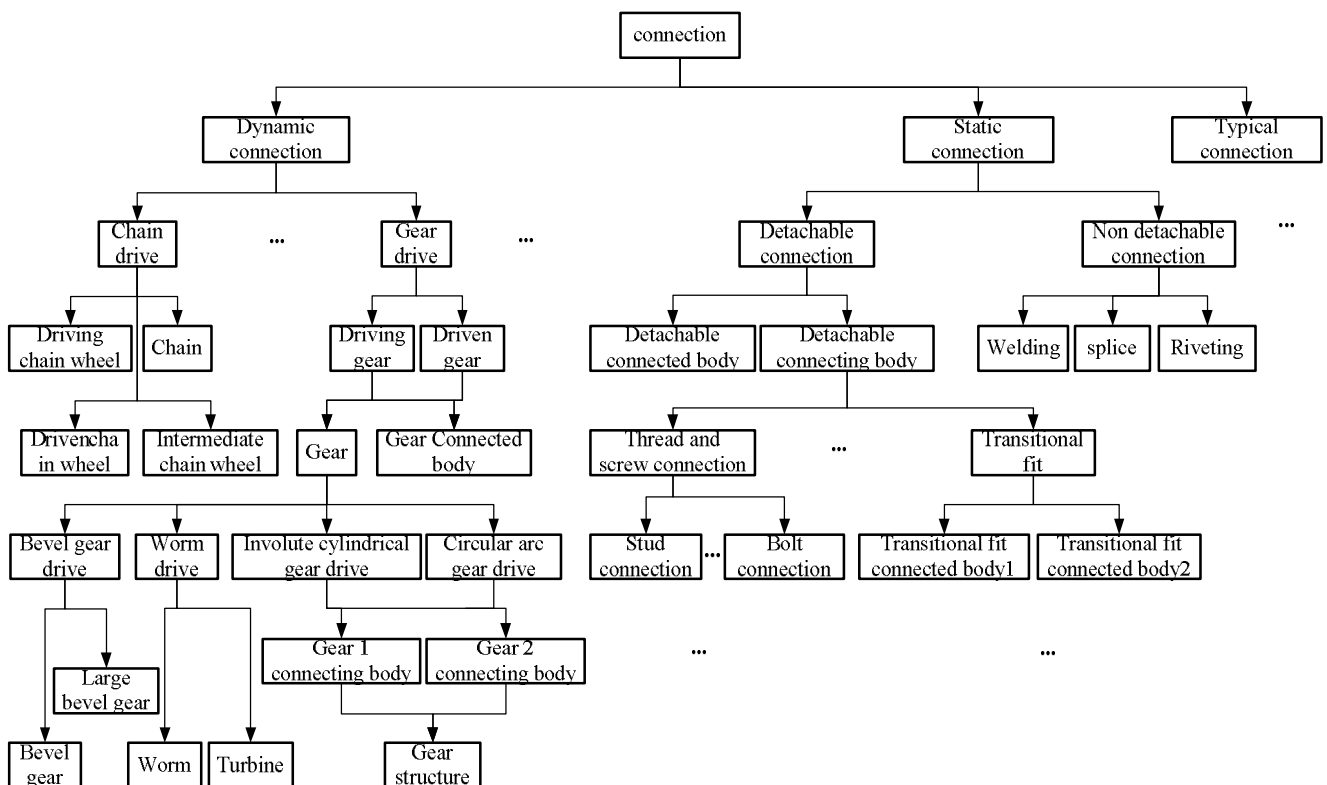 connection
Dynamic
connection
Static
connection
Typical
connection
Chain
drive
...
Gear
drive
...
Detachable
connection
Non detachable
connection
...
Driving
chain wheel
Chain
Driving
gear
Driven
gear
Detachable
connected body
Detachable
connecting body
Welding
splice
Riveting
Drivencha
in wheel
Intermediate
chain wheel
Gear
Gear Connected
body
Thread and
screw connection
...
Transitional
fit
Bevel gear
drive
Worm
drive
Involute cylindrical
gear drive
Circular arc
gear drive
Stud
connection
...
Bolt
connection
Transitional fit
connected body1
Transitional fit
connected body2
Gear 1
connecting body
Gear 2
connecting body
...
...
Large
bevel gear
Bevel
gear
Worm
Turbine
Gear
structure